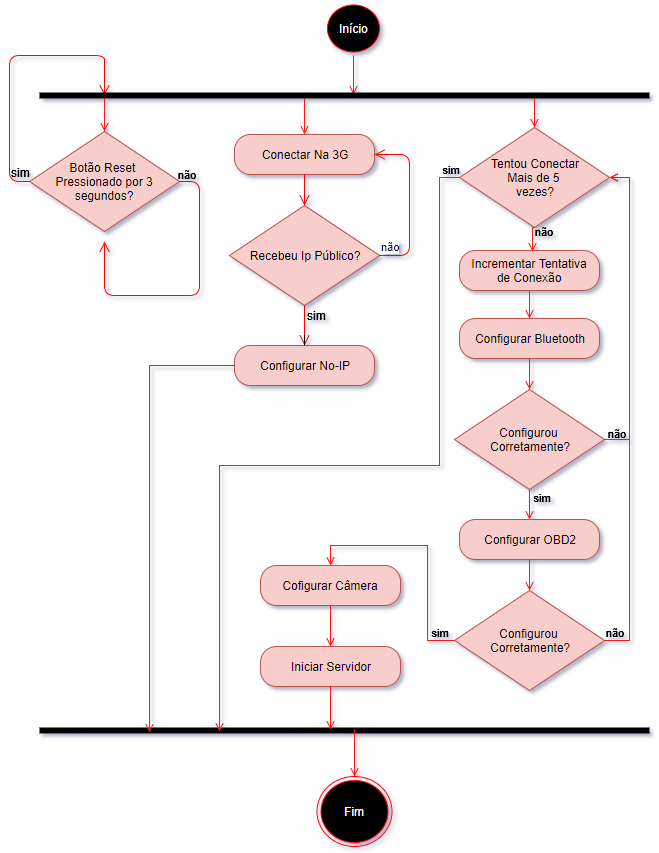 Início
sim
Botão Reset
Pressionado por 3
segundos?
não
Conectar Na 3G
Recebeu Ip Público?
não
sim
Configurar No-IP
sim
Tentou Conectar
Mais de 5
vezes?
não
Incrementar Tentativa
de Conexão
Configurar Bluetooth
Configurou
Corretamente?
não
sim
Configurar OBD2
Configurou
Corretamente?
não
sim
Cofigurar Câmera
Iniciar Servidor
Fim